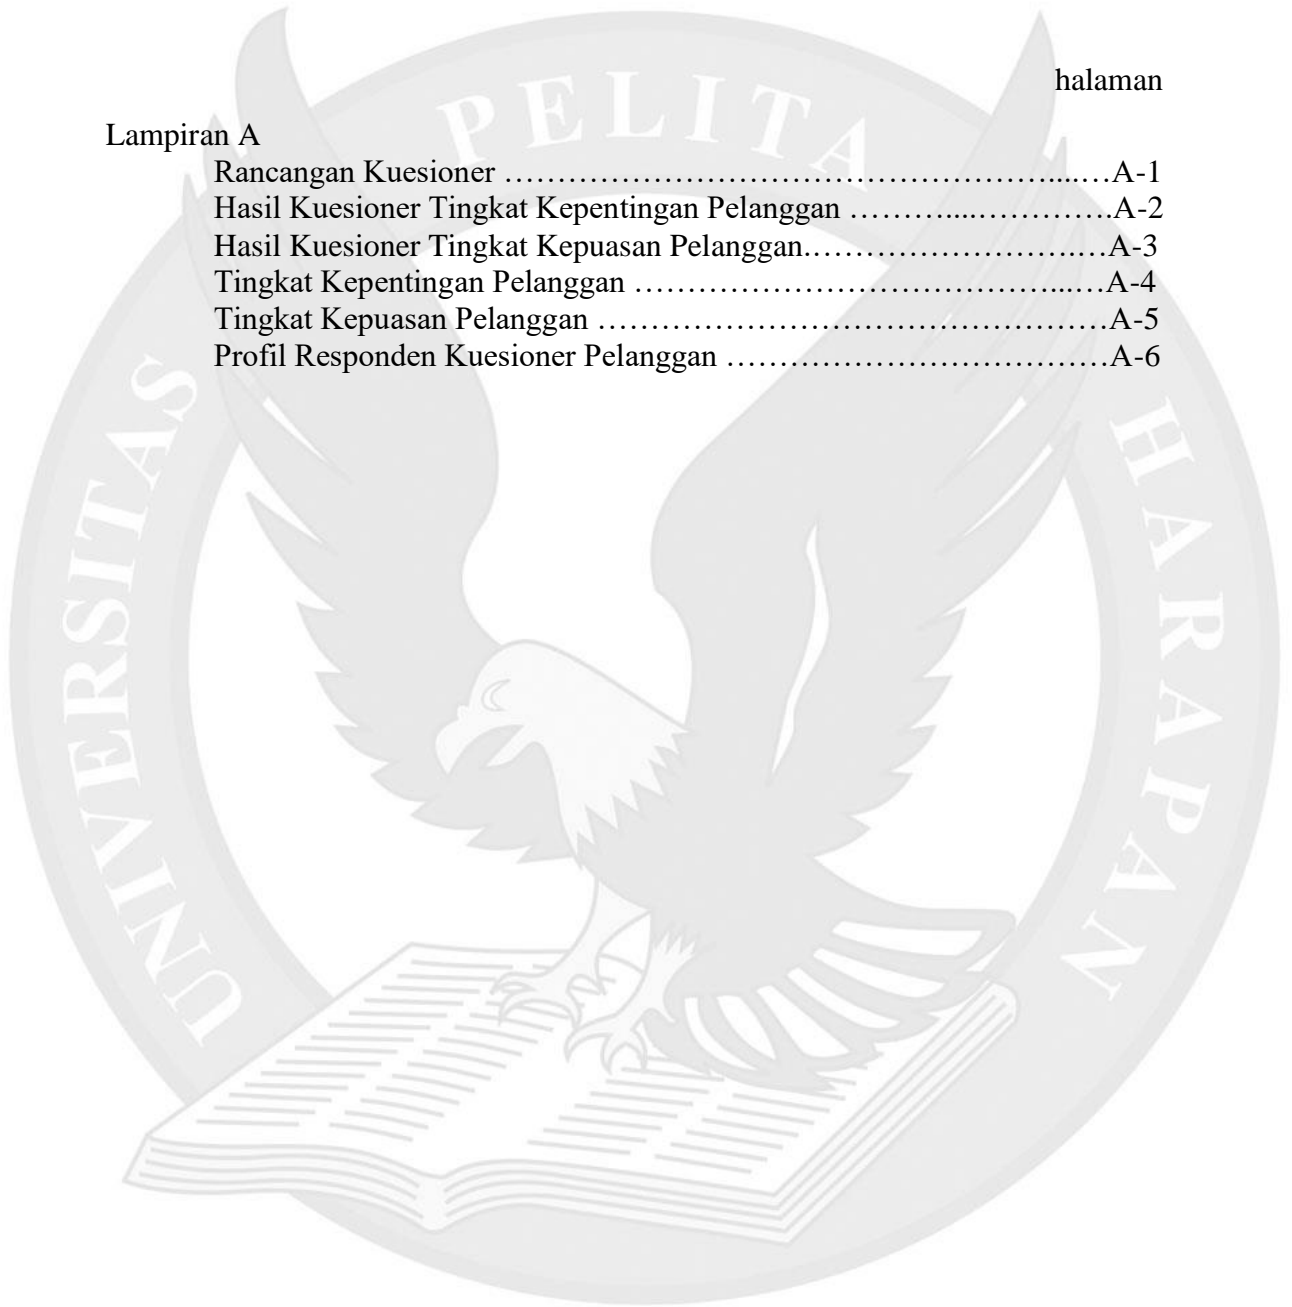 halaman
Lampiran A
Rancangan Kuesioner …………………………………………………....…A-1
Hasil Kuesioner Tingkat Kepentingan Pelanggan ………....………….A-2
Hasil Kuesioner Tingkat Kepuasan Pelanggan.…………………….….…A-3
Tingkat Kepentingan Pelanggan …………………………………...…A-4
Tingkat Kepuasan Pelanggan …………………………………………A-5
Profil Responden Kuesioner Pelanggan ………………………………A-6
UNIVERSITAS PELITA HARAPAN